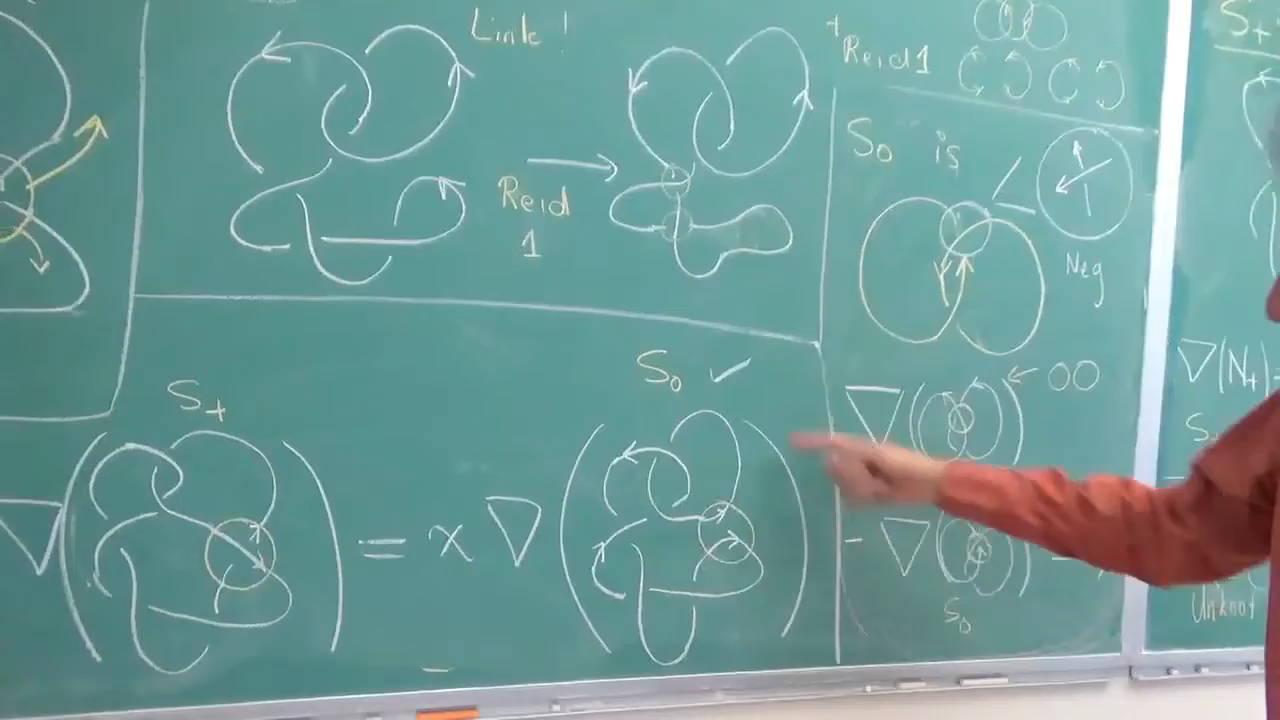 Link!
Reid
1
+
Reid 1
S₀ is
Neg
S₊
∇(N₊) =
S₊
∇( ) = x ∇( )
S₀ ✓
∇( ) ← OO
- ∇( )
S₀
Unknot